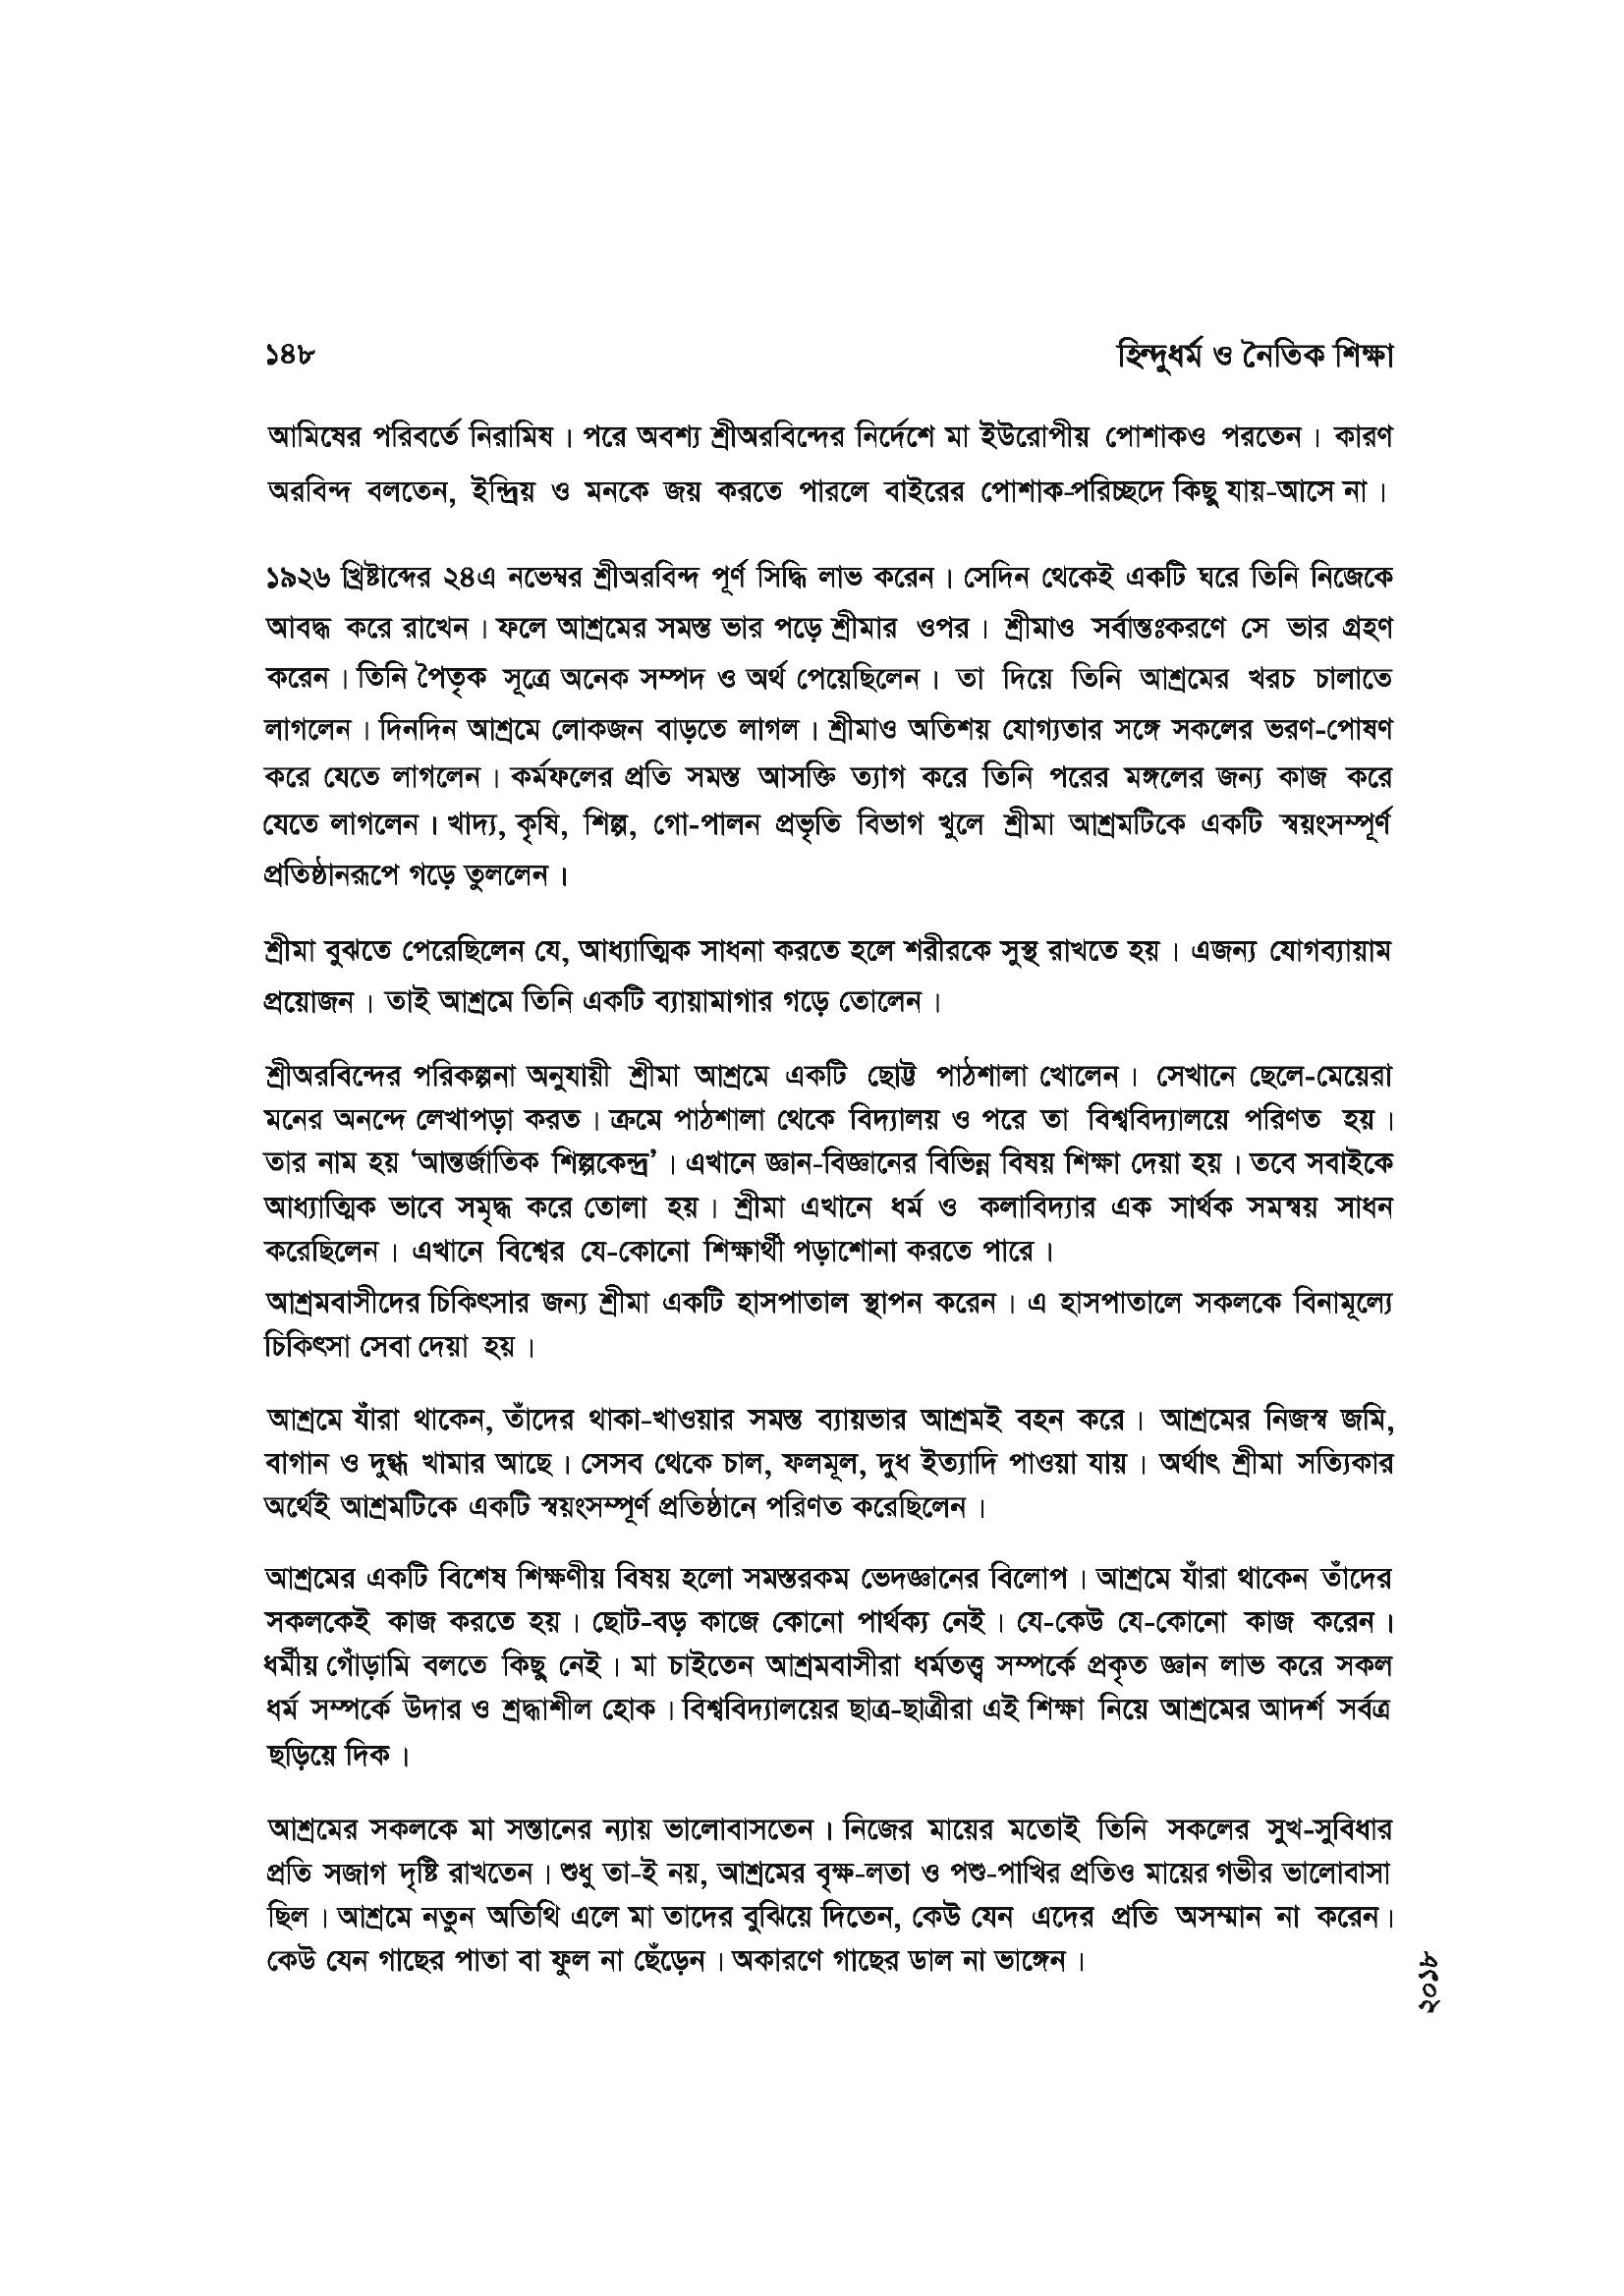 ১৪৮ হিন্দুধর্ম ও নৈতিক শিক্ষা
আমিষের পরিবর্তে নিরামিষ। পরে অবশ্য শ্রীঅরবিন্দের নির্দেশে মা ইউরোপীয় পোশাকও পরতেন। কারণ
অরবিন্দ বলতেন, ইন্দ্রিয় ও মনকে জয় করতে পারলে বাইরের পোশাক-পরিচ্ছদে কিছু যায়-আসে না।
১৯২৬ খ্রিষ্টাব্দের ২৪এ নভেম্বর শ্রীঅরবিন্দ পূর্ণ সিদ্ধি লাভ করেন। সেদিন থেকেই একটি ঘরে তিনি নিজেকে
আবদ্ধ করে রাখেন। ফলে আশ্রমের সমস্ত ভার পড়ে শ্রীমার ওপর। শ্রীমাও সর্বান্তঃকরণে সে ভার গ্রহণ
করেন। তিনি পৈতৃক সূত্রে অনেক সম্পদ ও অর্থ পেয়েছিলেন। তা দিয়ে তিনি আশ্রমের খরচ চালাতে
লাগলেন। দিনদিন আশ্রমে লোকজন বাড়তে লাগল। শ্রীমাও অতিশয় যোগ্যতার সঙ্গে সকলের ভরণ-পোষণ
করে যেতে লাগলেন। কর্মফলের প্রতি সমস্ত আসক্তি ত্যাগ করে তিনি পরের মঙ্গলের জন্য কাজ করে
যেতে লাগলেন। খাদ্য, কৃষি, শিল্প, গো-পালন প্রভৃতি বিভাগ খুলে শ্রীমা আশ্রমটিকে একটি স্বয়ংসম্পূর্ণ
প্রতিষ্ঠানরূপে গড়ে তুললেন।
শ্রীমা বুঝতে পেরেছিলেন যে, আধ্যাত্মিক সাধনা করতে হলে শরীরকে সুস্থ রাখতে হয়। এজন্য যোগব্যায়াম
প্রয়োজন। তাই আশ্রমে তিনি একটি ব্যায়ামাগার গড়ে তোলেন।
শ্রীঅরবিন্দের পরিকল্পনা অনুযায়ী শ্রীমা আশ্রমে একটি ছোট্ট পাঠশালা খোলেন। সেখানে ছেলে-মেয়েরা
মনের অনন্দে লেখাপড়া করত। ক্রমে পাঠশালা থেকে বিদ্যালয় ও পরে তা বিশ্ববিদ্যালয়ে পরিণত হয়।
তার নাম হয় ‘আন্তর্জাতিক শিল্পকেন্দ্র’। এখানে জ্ঞান-বিজ্ঞানের বিভিন্ন বিষয় শিক্ষা দেয়া হয়। তবে সবাইকে
আধ্যাত্মিক ভাবে সমৃদ্ধ করে তোলা হয়। শ্রীমা এখানে ধর্ম ও কলাবিদ্যার এক সার্থক সমন্বয় সাধন
করেছিলেন। এখানে বিশ্বের যে-কোনো শিক্ষার্থী পড়াশোনা করতে পারে।
আশ্রমবাসীদের চিকিৎসার জন্য শ্রীমা একটি হাসপাতাল স্থাপন করেন। এ হাসপাতালে সকলকে বিনামূল্যে
চিকিৎসা সেবা দেয়া হয়।
আশ্রমে যাঁরা থাকেন, তাঁদের থাকা-খাওয়ার সমস্ত ব্যায়ভার আশ্রমই বহন করে। আশ্রমের নিজস্ব জমি,
বাগান ও দুগ্ধ খামার আছে। সেসব থেকে চাল, ফলমূল, দুধ ইত্যাদি পাওয়া যায়। অর্থাৎ শ্রীমা সত্যিকার
অর্থেই আশ্রমটিকে একটি স্বয়ংসম্পূর্ণ প্রতিষ্ঠানে পরিণত করেছিলেন।
আশ্রমের একটি বিশেষ শিক্ষণীয় বিষয় হলো সমস্তরকম ভেদজ্ঞানের বিলোপ। আশ্রমে যাঁরা থাকেন তাঁদের
সকলকেই কাজ করতে হয়। ছোট-বড় কাজে কোনো পার্থক্য নেই। যে-কেউ যে-কোনো কাজ করেন।
ধর্মীয় গোঁড়ামি বলতে কিছু নেই। মা চাইতেন আশ্রমবাসীরা ধর্মতত্ত্ব সম্পর্কে প্রকৃত জ্ঞান লাভ করে সকল
ধর্ম সম্পর্কে উদার ও শ্রদ্ধাশীল হোক। বিশ্ববিদ্যালয়ের ছাত্র-ছাত্রীরা এই শিক্ষা নিয়ে আশ্রমের আদর্শ সর্বত্র
ছড়িয়ে দিক।
আশ্রমের সকলকে মা সন্তানের ন্যায় ভালোবাসতেন। নিজের মায়ের মতোই তিনি সকলের সুখ-সুবিধার
প্রতি সজাগ দৃষ্টি রাখতেন। শুধু তা-ই নয়, আশ্রমের বৃক্ষ-লতা ও পশু-পাখির প্রতিও মায়ের গভীর ভালোবাসা
ছিল। আশ্রমে নতুন অতিথি এলে মা তাদের বুঝিয়ে দিতেন, কেউ যেন এদের প্রতি অসম্মান না করেন।
কেউ যেন গাছের পাতা বা ফুল না ছেঁড়েন। অকারণে গাছের ডাল না ভাঙ্গেন।
২০১৮